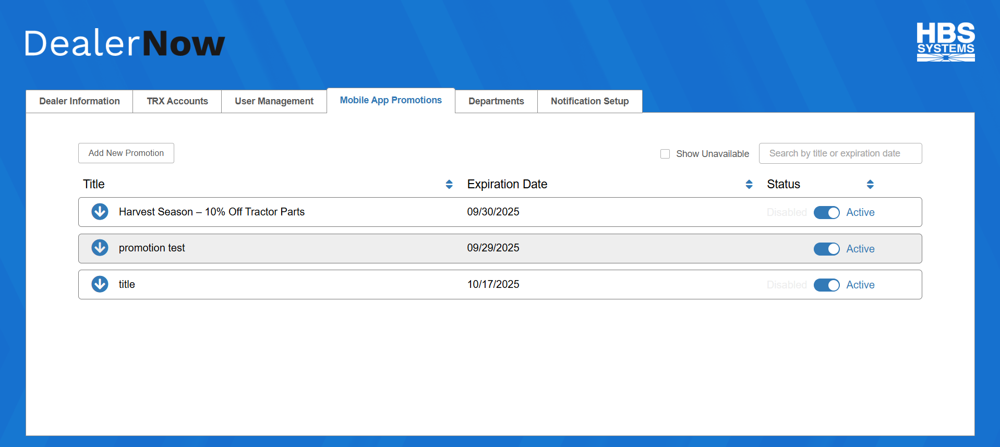 DealerNow
HBS
SYSTEMS
Dealer Information TRX Accounts User Management Mobile App Promotions Departments Notification Setup
Add New Promotion Show Unavailable Search by title or expiration date
Title Expiration Date Status
Harvest Season – 10% Off Tractor Parts 09/30/2025 Disabled Active
promotion test 09/29/2025 Active
title 10/17/2025 Disabled Active